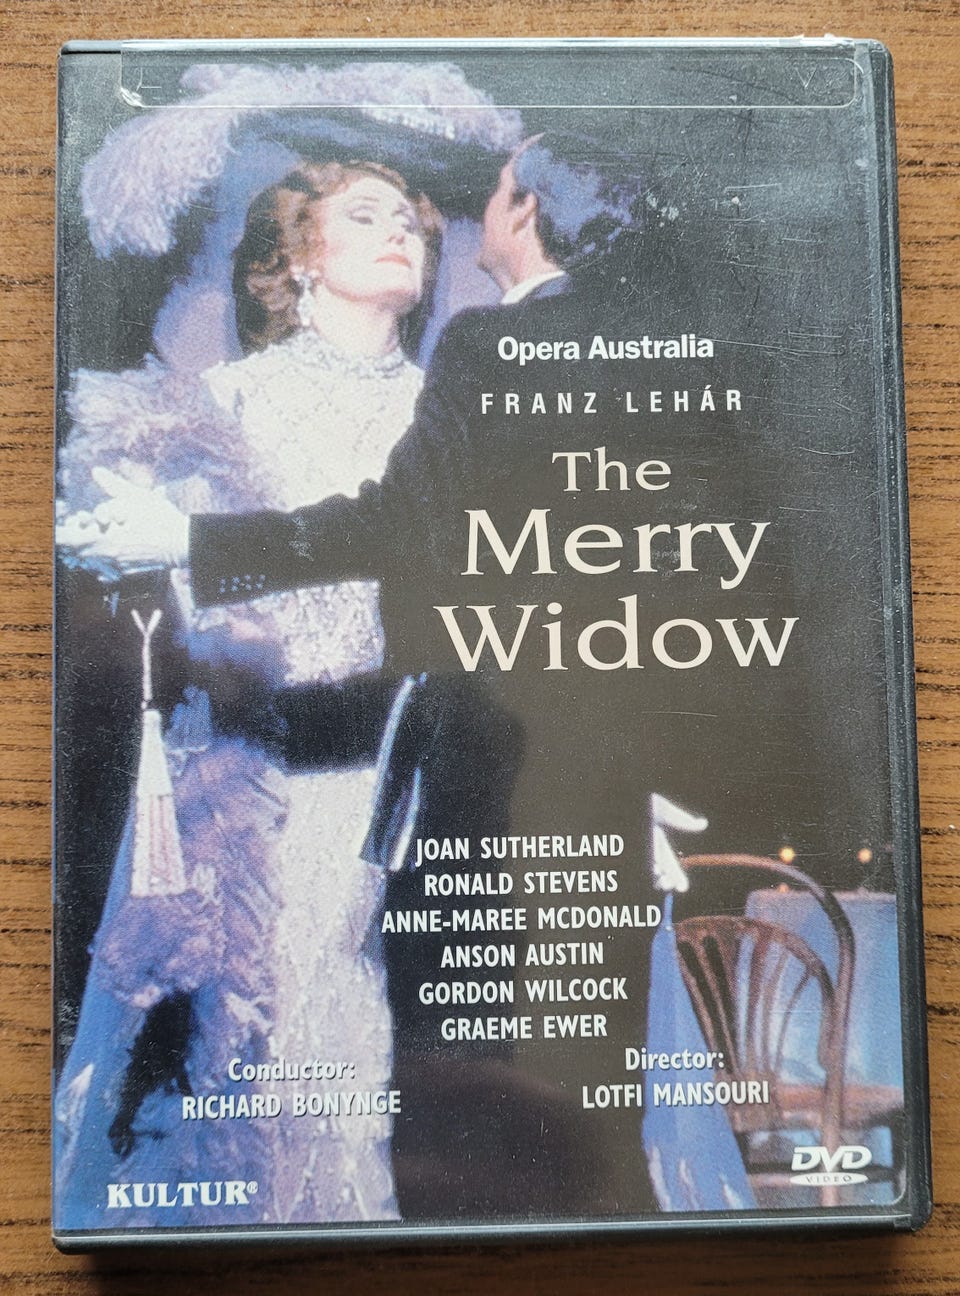 Opera Australia
FRANZ LEHÁR
The
Merry
Widow
JOAN SUTHERLAND
RONALD STEVENS
ANNE-MAREE MCDONALD
ANSON AUSTIN
GORDON WILCOCK
GRAEME EWER
Conductor:
RICHARD BONYNGE
Director:
LOTFI MANSOURI
KULTUR®
DVD
VIDEO